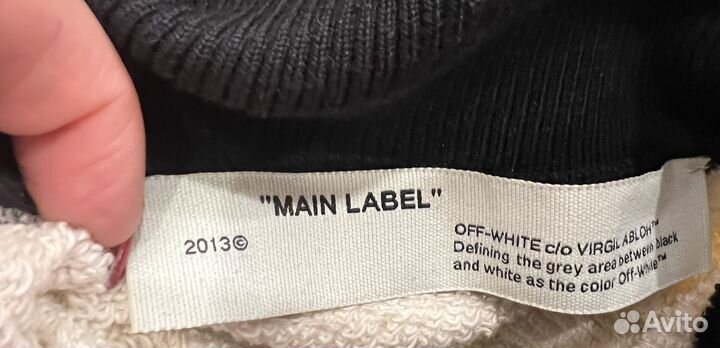 "MAIN LABEL"
2013©
OFF-WHITE c/o VIRGIL ABLOH™
Defining the grey area between black
and white as the color Off-White™
Avito